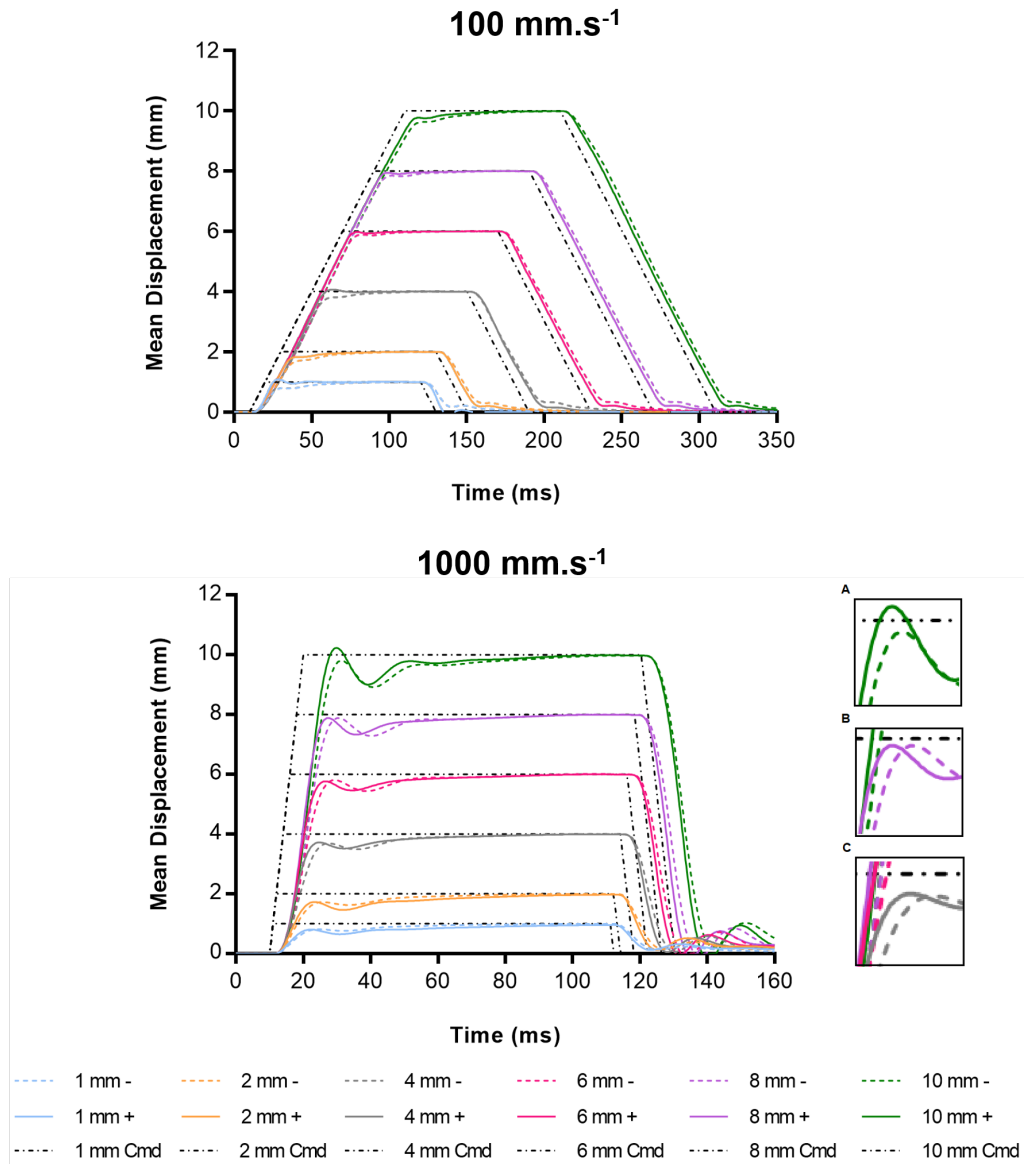 100 mm.s-1
12
10
8
6
4
2
0
Mean Displacement (mm)
0 50 100 150 200 250 300 350
Time (ms)
1000 mm.s-1
12
10
8
6
4
2
0
Mean Displacement (mm)
0 20 40 60 80 100 120 140 160
Time (ms)
A
B
C
1 mm - 2 mm - 4 mm - 6 mm - 8 mm - 10 mm -
1 mm + 2 mm + 4 mm + 6 mm + 8 mm + 10 mm +
1 mm Cmd 2 mm Cmd 4 mm Cmd 6 mm Cmd 8 mm Cmd 10 mm Cmd